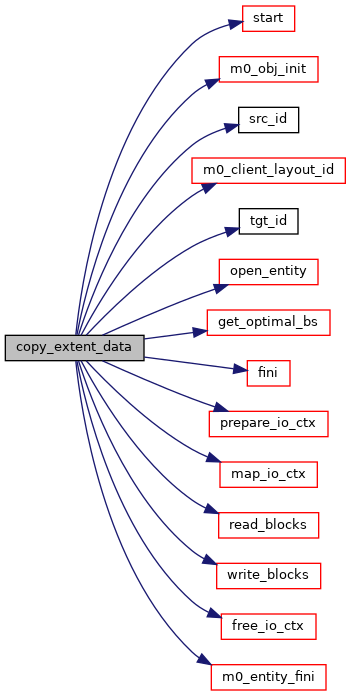 start
m0_obj_init
src_id
m0_client_layout_id
tgt_id
open_entity
get_optimal_bs
copy_extent_data
fini
prepare_io_ctx
map_io_ctx
read_blocks
write_blocks
free_io_ctx
m0_entity_fini